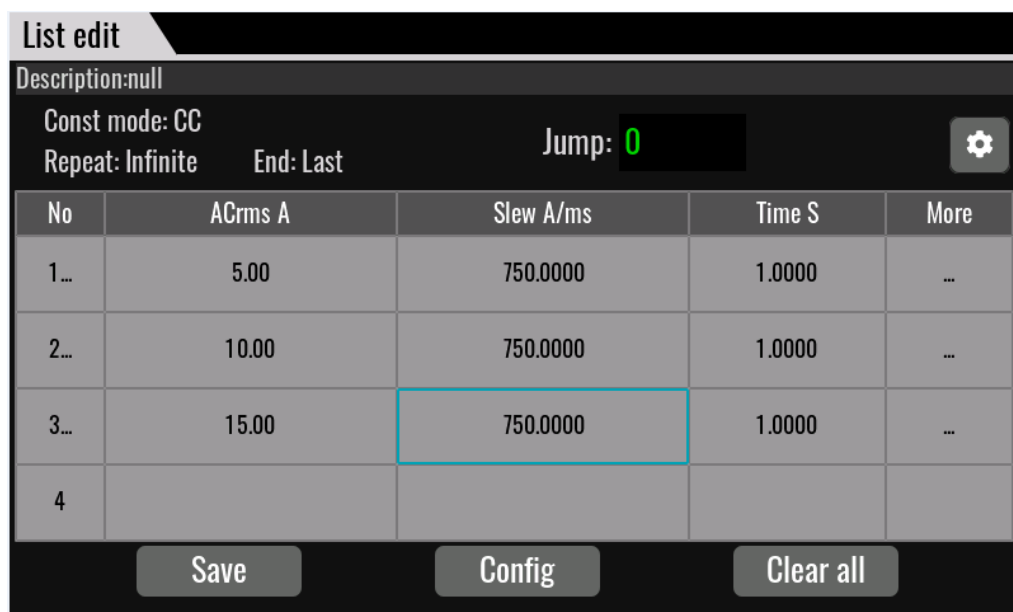 List edit
Description:null
Const mode: CC
Repeat: Infinite End: Last
Jump: 0
No ACrms A Slew A/ms Time S More
1... 5.00 750.0000 1.0000 ...
2... 10.00 750.0000 1.0000 ...
3... 15.00 750.0000 1.0000 ...
4
Save Config Clear all